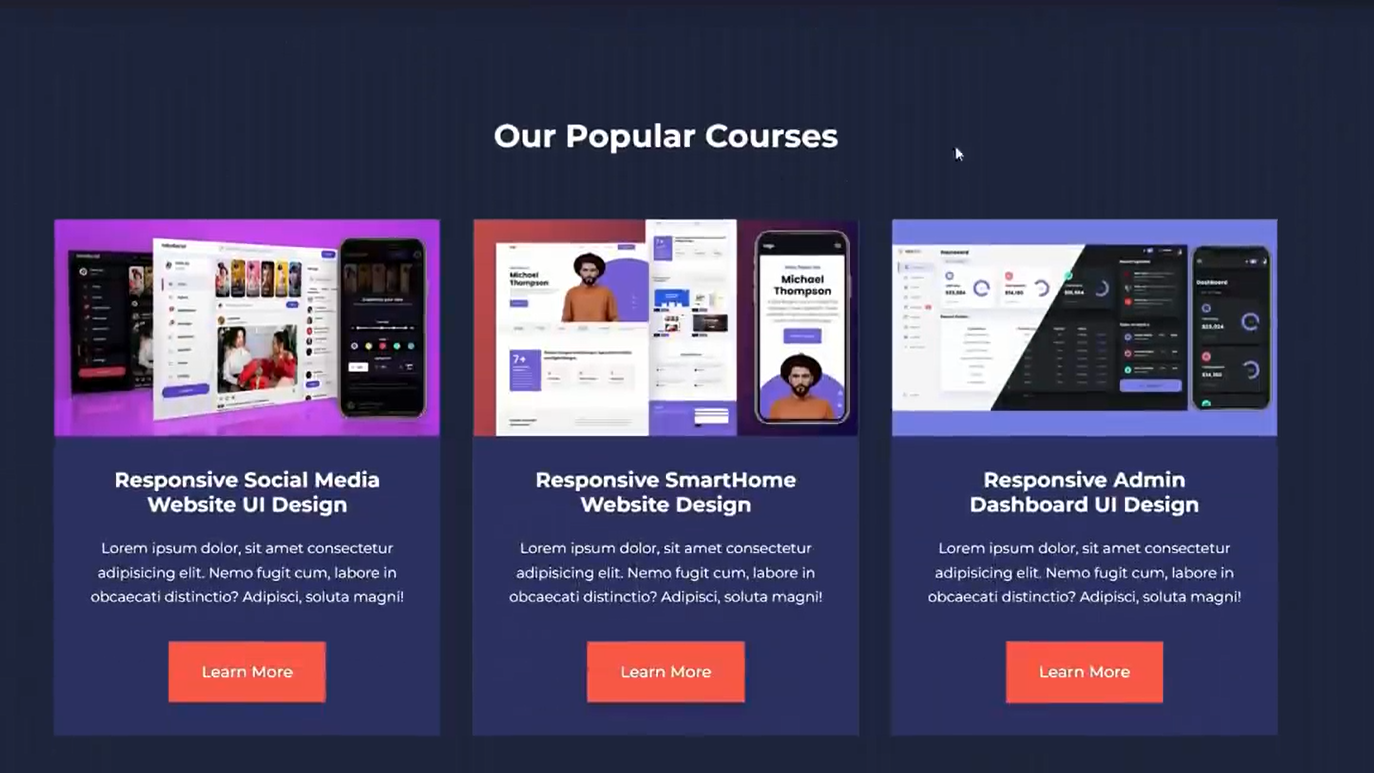 Our Popular Courses
Michael
Thompson
7+
Michael
Thompson
Dashboard
Dashboard
$25,024
Responsive Social Media
Website UI Design
Responsive SmartHome
Website Design
Responsive Admin
Dashboard UI Design
Lorem ipsum dolor, sit amet consectetur
adipisicing elit. Nemo fugit cum, labore in
obcaecati distinctio? Adipisci, soluta magni!
Lorem ipsum dolor, sit amet consectetur
adipisicing elit. Nemo fugit cum, labore in
obcaecati distinctio? Adipisci, soluta magni!
Lorem ipsum dolor, sit amet consectetur
adipisicing elit. Nemo fugit cum, labore in
obcaecati distinctio? Adipisci, soluta magni!
Learn More
Learn More
Learn More